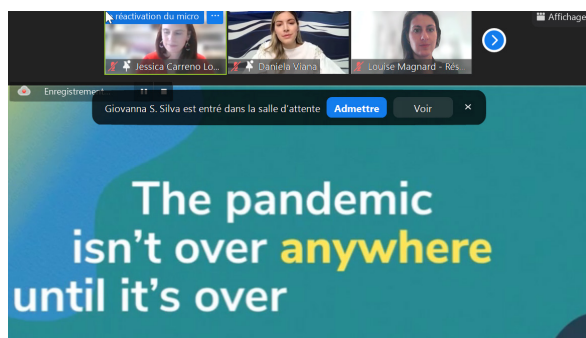 réactivation du micro ...
Affichage
Jessica Carreno Lo...
Daniela Viana
Louise Magnard - Rés
Enregistrement
Giovanna S. Silva est entré dans la salle d'attente Admettre Voir
The pandemic
isn't over anywhere
until it's over